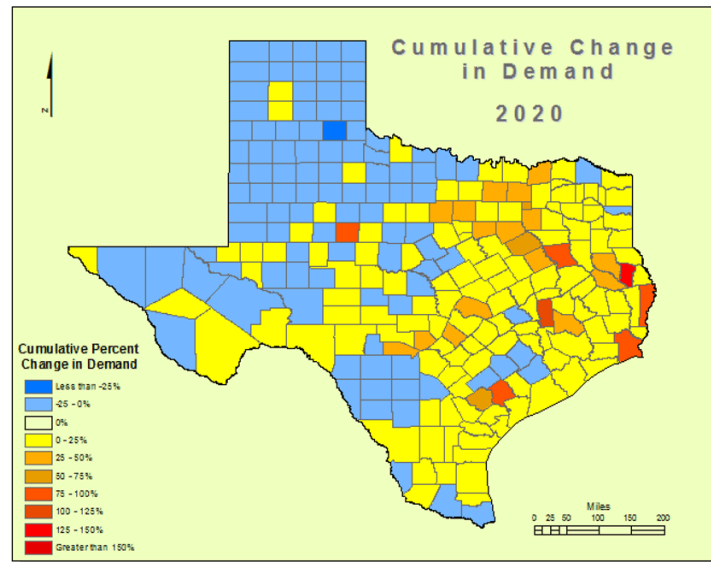 Cumulative Change
in Demand
2020
N
Cumulative Percent
Change in Demand
Less than -25%
-25 - 0%
0%
0 - 25%
25 - 50%
50 - 75%
75 - 100%
100 - 125%
125 - 150%
Greater than 150%
Miles
0 25 50 100 150 200